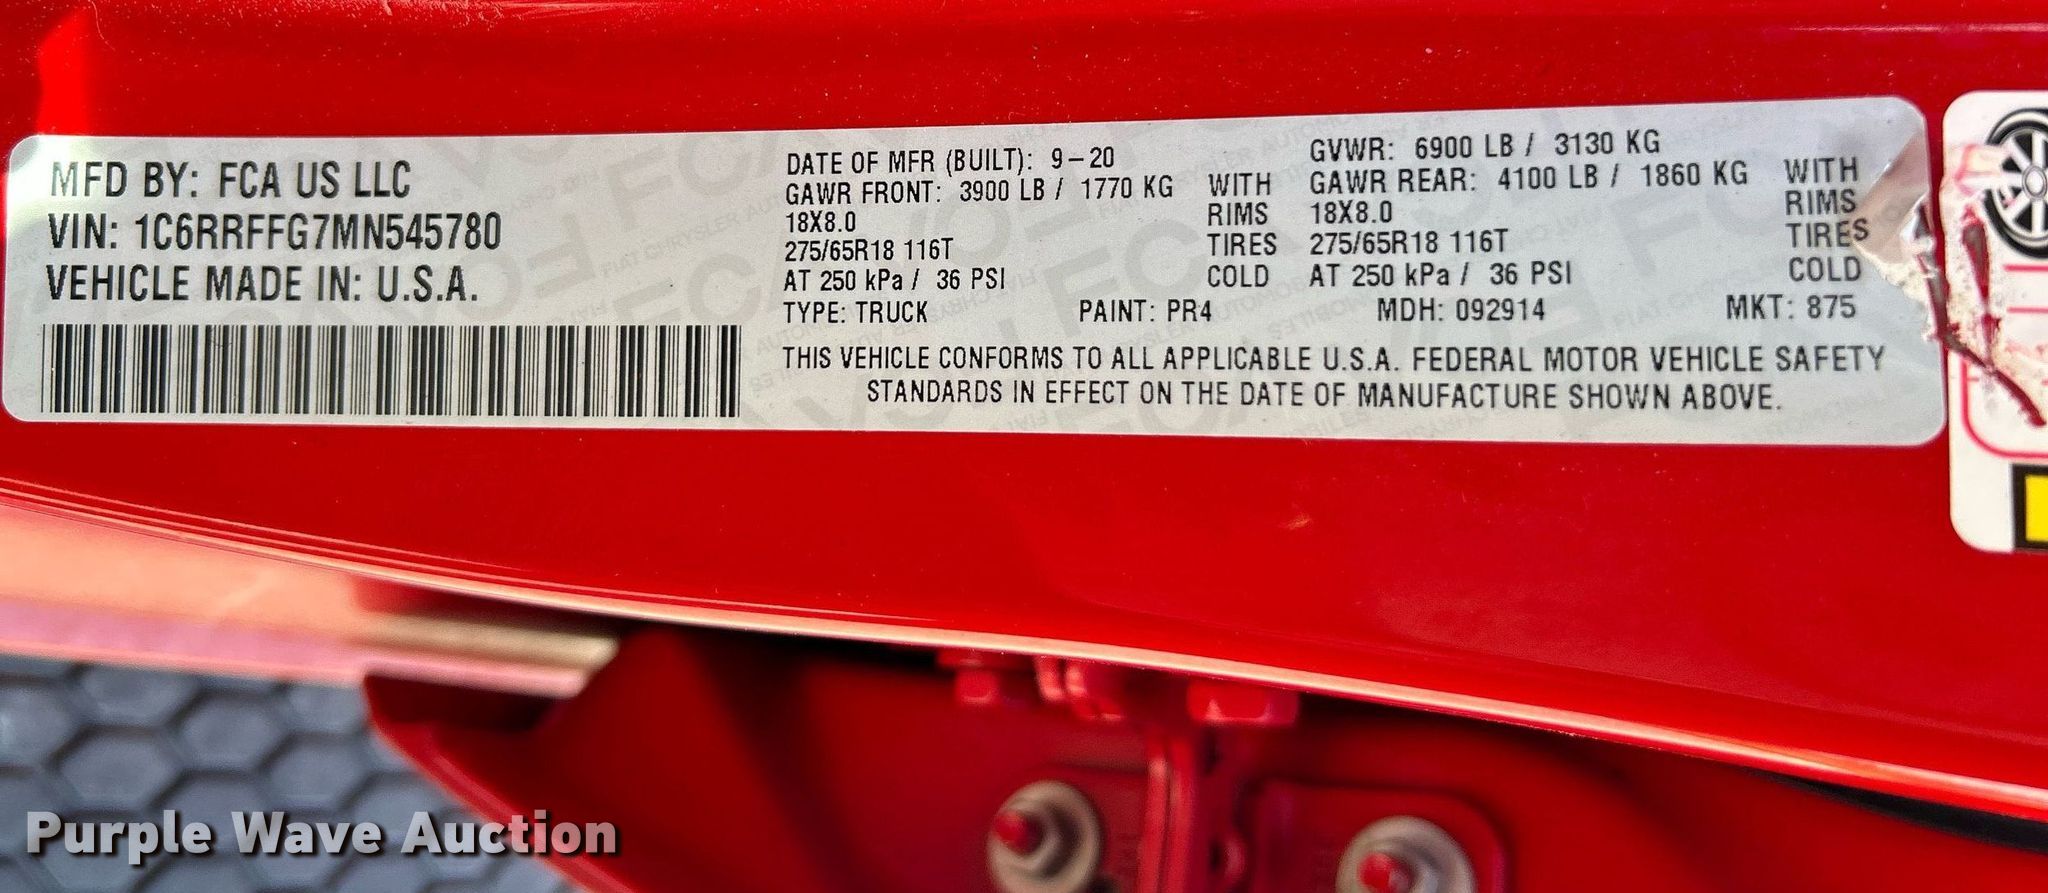 MFD BY: FCA US LLC
VIN: 1C6RRFFG7MN545780
VEHICLE MADE IN: U.S.A.
DATE OF MFR (BUILT): 9-20 GVWR: 6900 LB / 3130 KG
GAWR FRONT: 3900 LB / 1770 KG WITH GAWR REAR: 4100 LB / 1860 KG WITH
18X8.0 RIMS 18X8.0 RIMS
275/65R18 116T TIRES 275/65R18 116T TIRES
AT 250 kPa / 36 PSI COLD AT 250 kPa / 36 PSI COLD
TYPE: TRUCK PAINT: PR4 MDH: 092914 MKT: 875
THIS VEHICLE CONFORMS TO ALL APPLICABLE U.S.A. FEDERAL MOTOR VEHICLE SAFETY
STANDARDS IN EFFECT ON THE DATE OF MANUFACTURE SHOWN ABOVE.
Purple Wave Auction